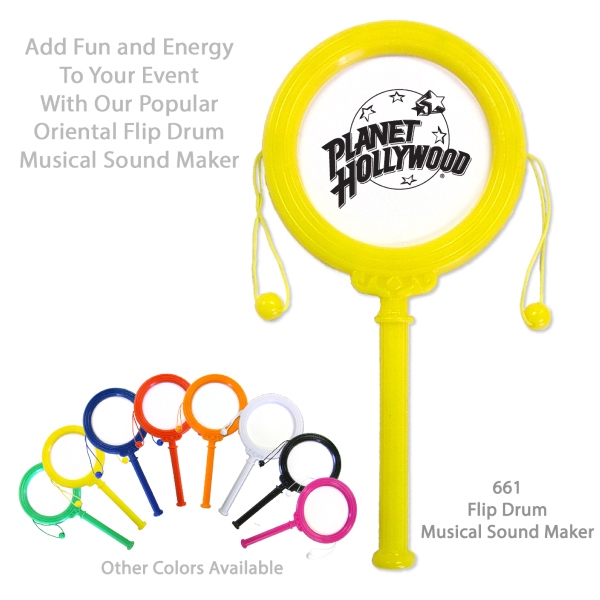 Add Fun and Energy
To Your Event
With Our Popular
Oriental Flip Drum
Musical Sound Maker
PLANET
HOLLYWOOD
®
661
Flip Drum
Musical Sound Maker
Other Colors Available